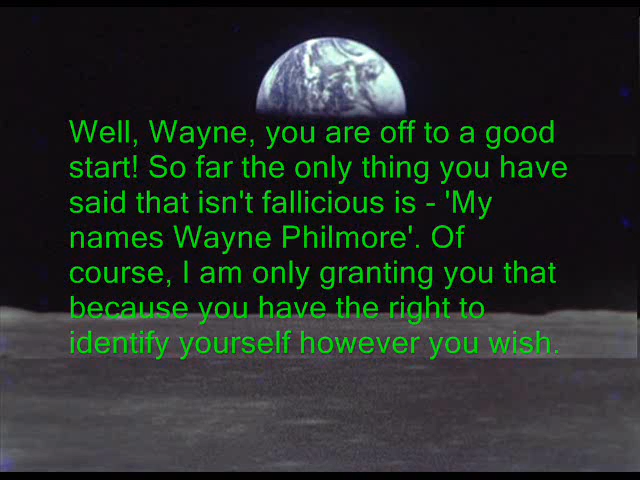 Well, Wayne, you are off to a good
start! So far the only thing you have
said that isn't fallicious is - 'My
names Wayne Philmore'. Of
course, I am only granting you that
because you have the right to
identify yourself however you wish.